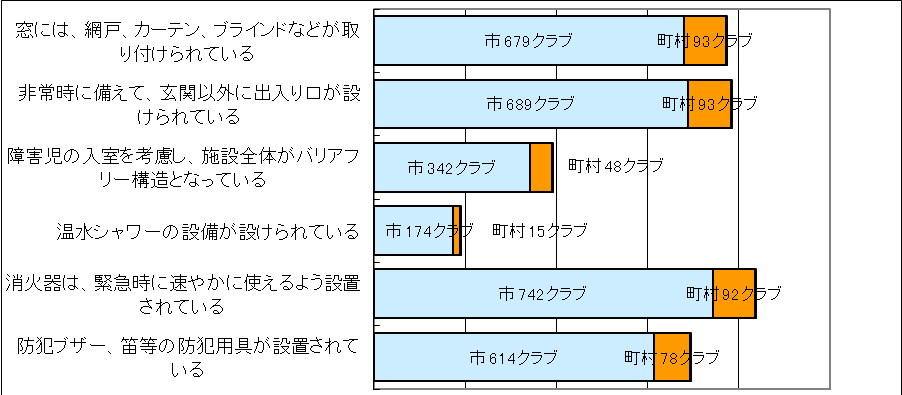 窓には、網戸、カーテン、ブラインドなどが取
り付けられている
市679クラブ
町村93クラブ
非常時に備えて、玄関以外に出入り口が設
けられている
市689クラブ
町村93クラブ
障害児の入室を考慮し、施設全体がバリアフ
リー構造となっている
市342クラブ
町村48クラブ
温水シャワーの設備が設けられている
市174クラブ
町村15クラブ
消火器は、緊急時に速やかに使えるよう設置
されている
市742クラブ
町村92クラブ
防犯ブザー、笛等の防犯用具が設置されて
いる
市614クラブ
町村78クラブ